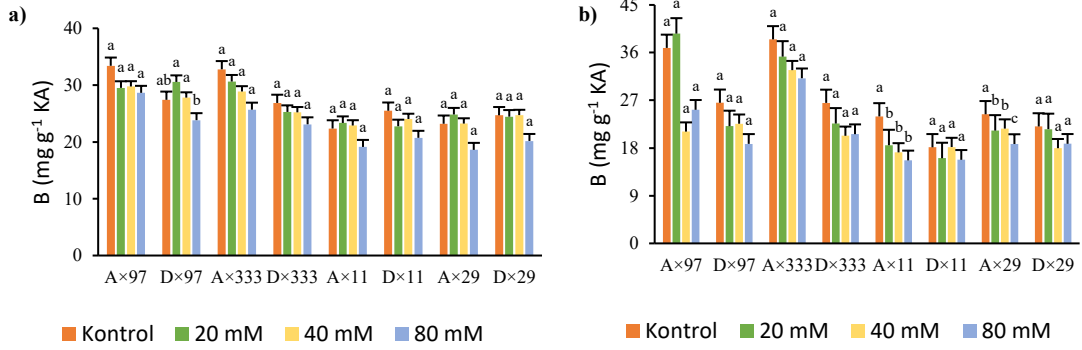 a)
B (mg g⁻¹ KA)
40
30
20
10
0
a a a a
ab a a b
a a a a
a a a a
a a a a
a a a a
a a a a
a a a a
A×97 D×97 A×333 D×333 A×11 D×11 A×29 D×29
Kontrol 20 mM 40 mM 80 mM
b)
B (mg g⁻¹ KA)
45
36
27
18
9
0
a a a a
a a a a
a a a a
a a a a
a b b b
a a a a
a b b c
a a a a
A×97 D×97 A×333 D×333 A×11 D×11 A×29 D×29
Kontrol 20 mM 40 mM 80 mM